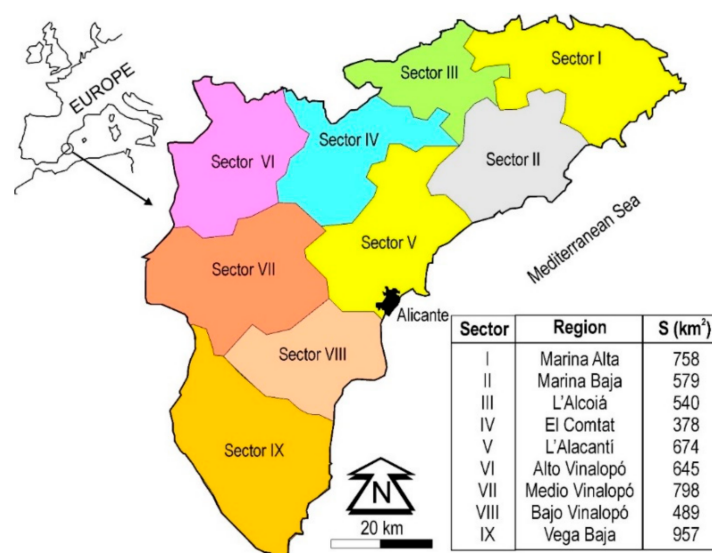 EUROPE
Sector I
Sector III
Sector IV
Sector II
Sector VI
Sector V
Sector VII
Mediterranean Sea
Alicante
Sector VIII
Sector IX
N
20 km
Sector Region S (km²)
I Marina Alta 758
II Marina Baja 579
III L'Alcoiá 540
IV El Comtat 378
V L'Alacantí 674
VI Alto Vinalopó 645
VII Medio Vinalopó 798
VIII Bajo Vinalopó 489
IX Vega Baja 957